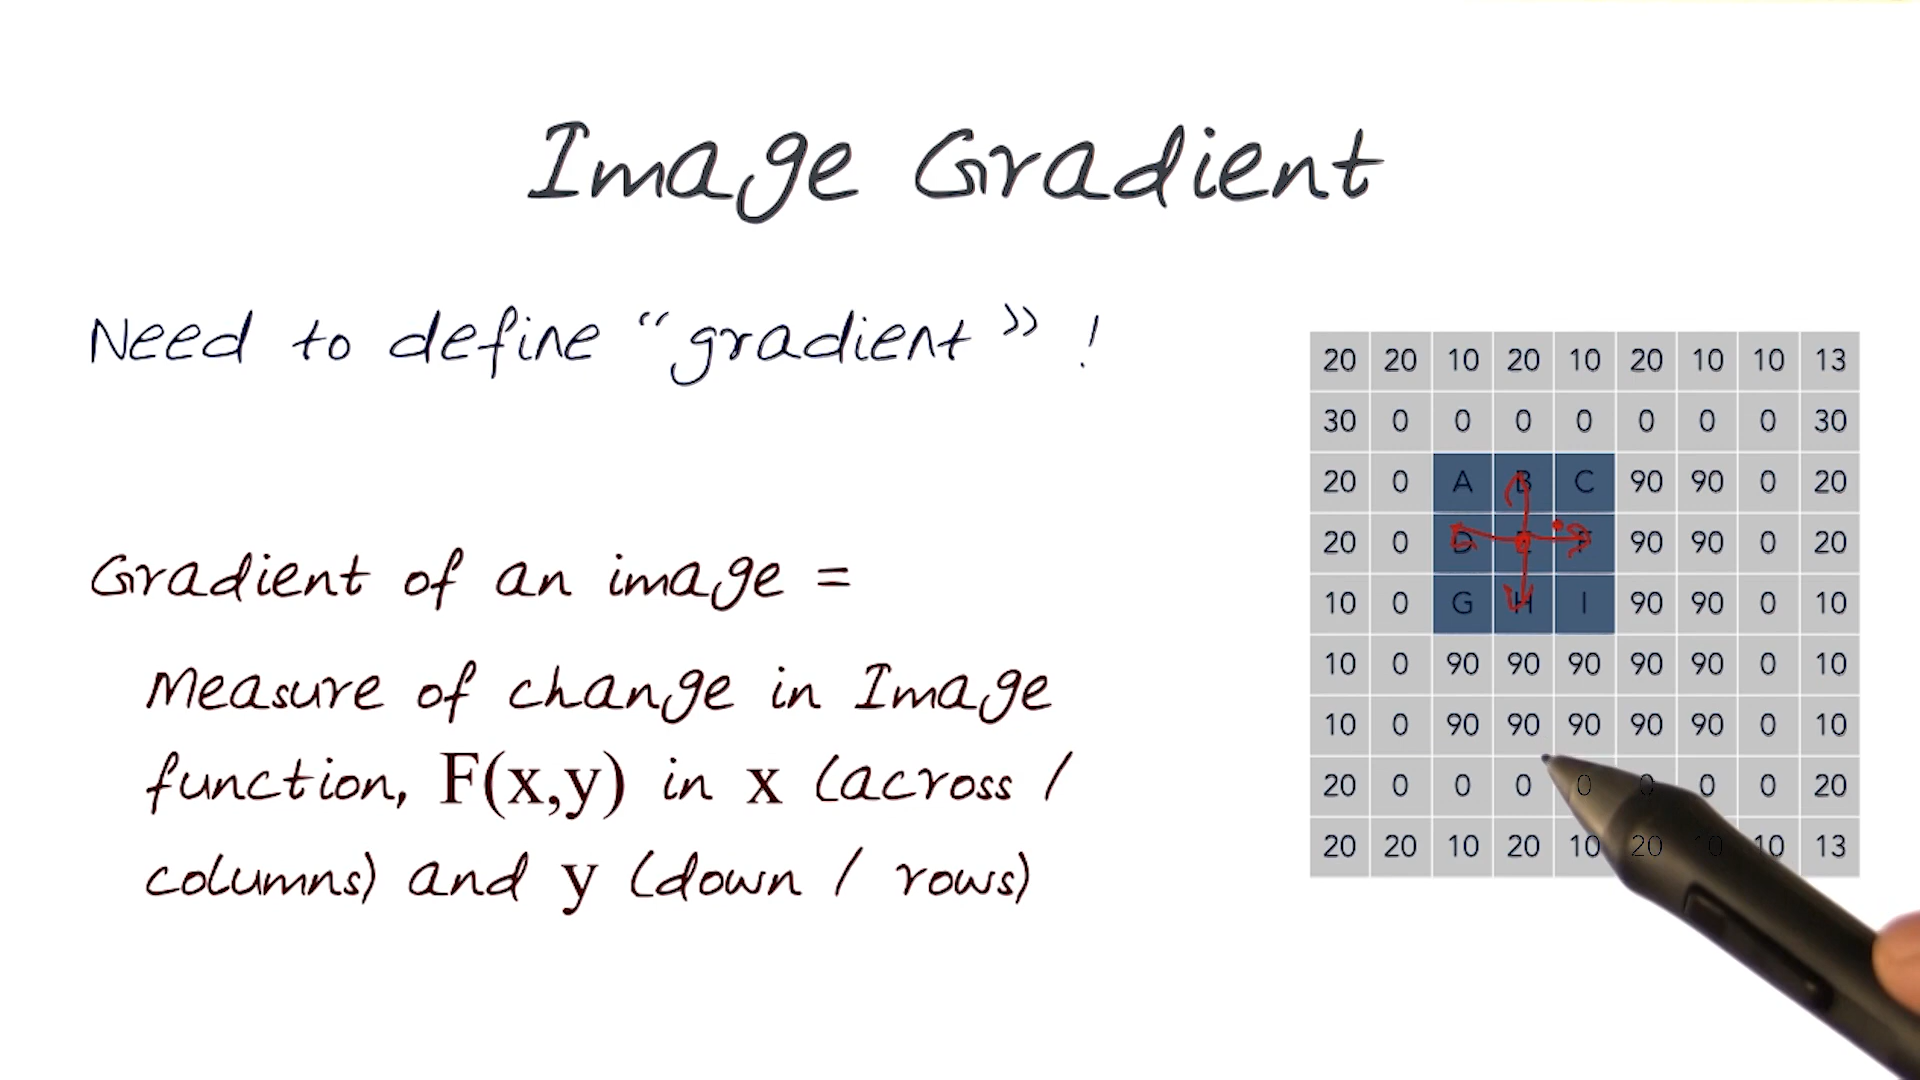 Image Gradient
Need to define “gradient” !
Gradient of an image =
Measure of change in Image
function, F(x,y) in x (across /
columns) and y (down / rows)
20 20 10 20 10 20 10 10 13
30 0 0 0 0 0 0 0 30
20 0 A B C 90 90 0 20
20 0 D E F 90 90 0 20
10 0 G H I 90 90 0 10
10 0 90 90 90 90 90 0 10
10 0 90 90 90 90 90 0 10
20 0 0 0 0 0 0 0 20
20 20 10 20 10 20 10 10 13